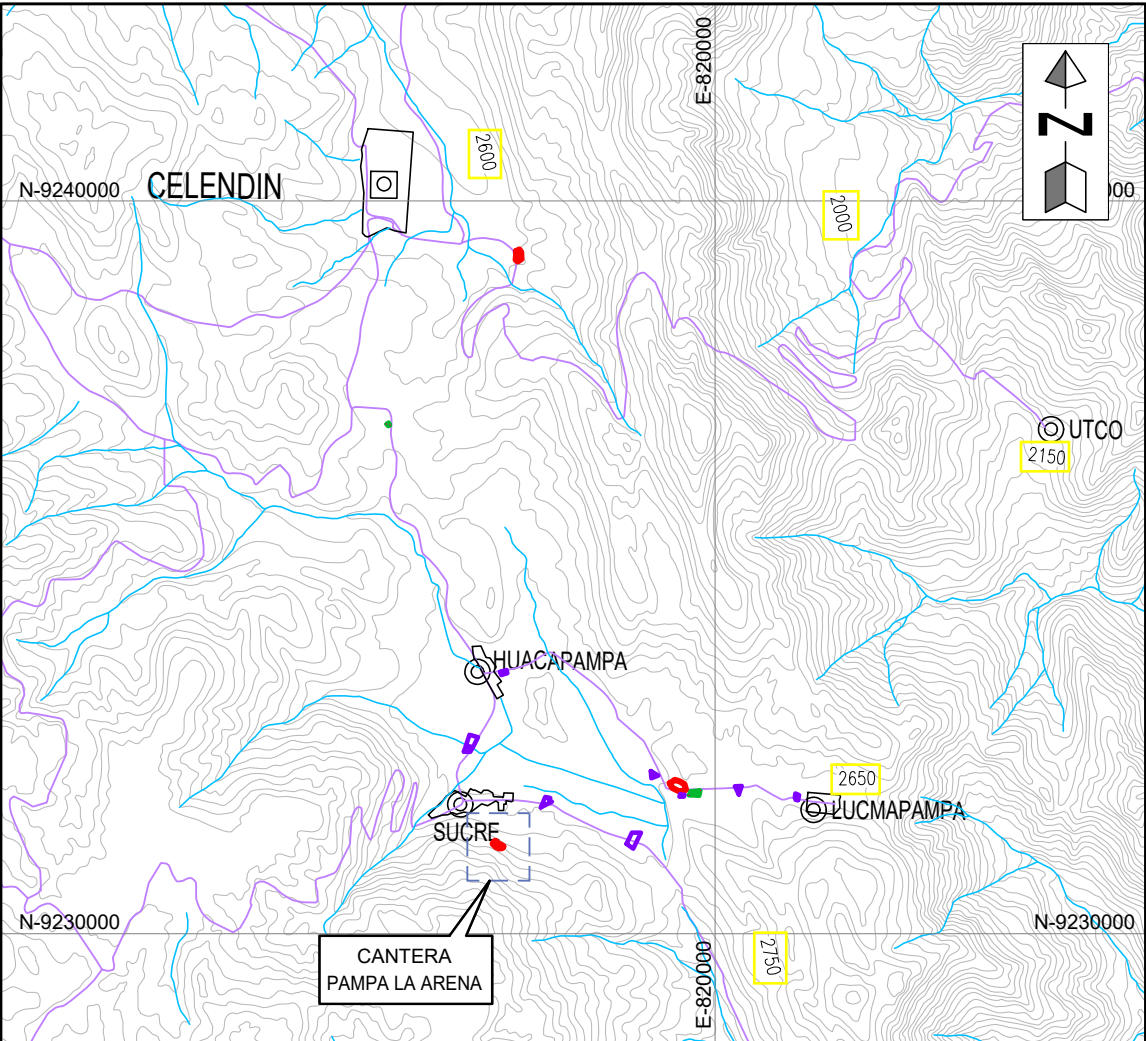 E-820000
N
2600
N-9240000
CELENDIN
000
2000
UTCO
2150
HUACAPAMPA
2650
LUCMAPAMPA
SUCRE
N-9230000
N-9230000
E-820000
2750
CANTERA
PAMPA LA ARENA